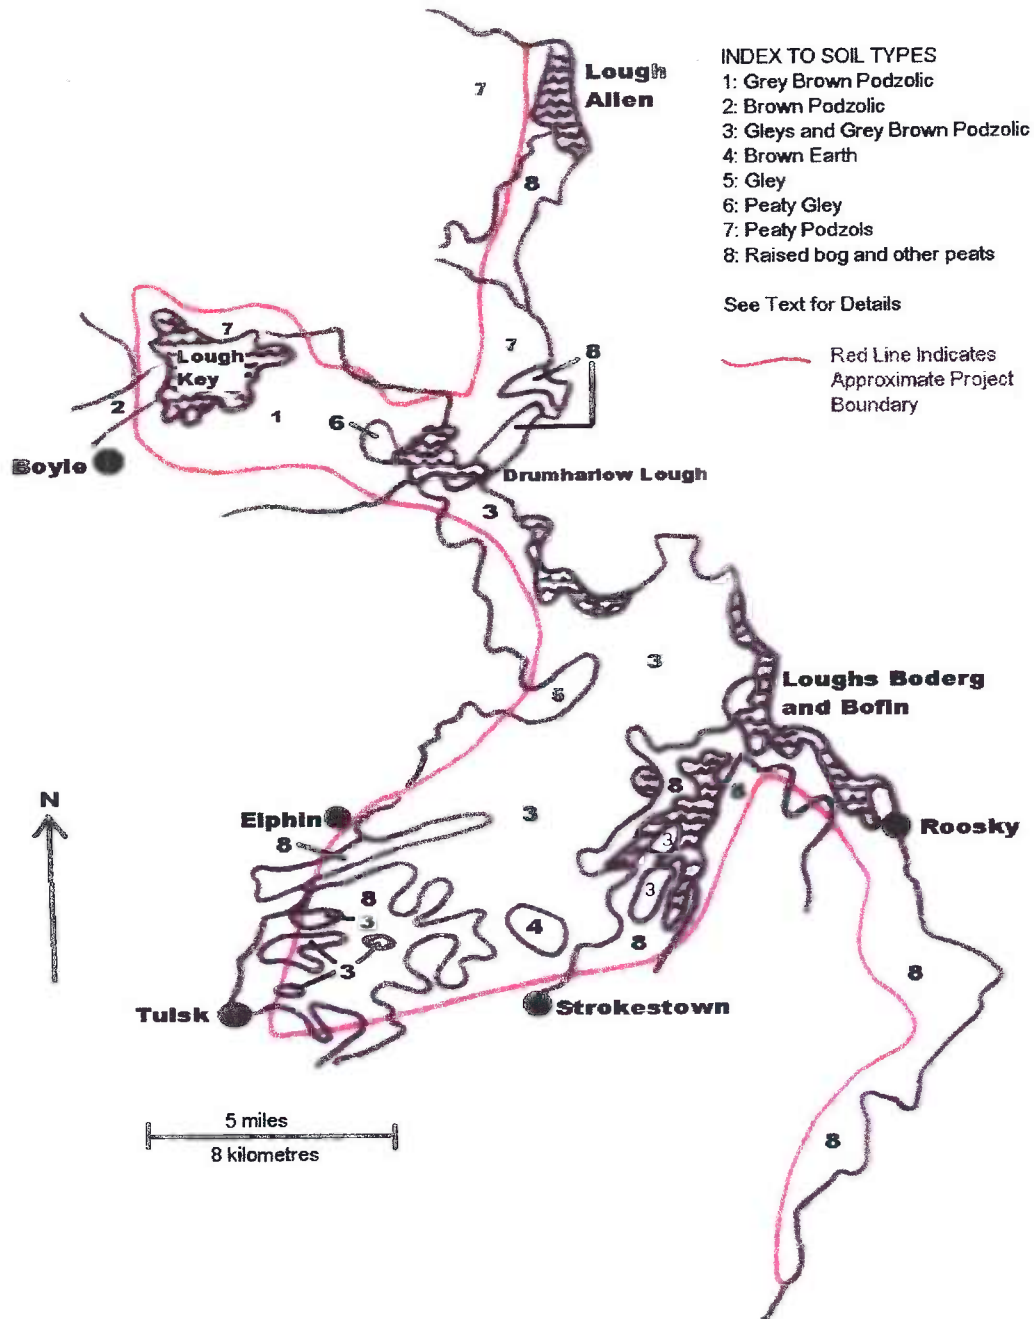 INDEX TO SOIL TYPES
1: Grey Brown Podzolic
2: Brown Podzolic
3: Gleys and Grey Brown Podzolic
4: Brown Earth
5: Gley
6: Peaty Gley
7: Peaty Podzols
8: Raised bog and other peats
See Text for Details
Red Line Indicates
Approximate Project
Boundary
7
Lough
Allen
8
7
8
7
Lough
Key
2
1
6
Boyle
Drumharlow Lough
3
3
5
Loughs Boderg
and Bofin
8
N
Elphin
3
Roosky
8
3
8
3
3
4
8
3
8
Tulsk
Strokestown
5 miles
8 kilometres
8